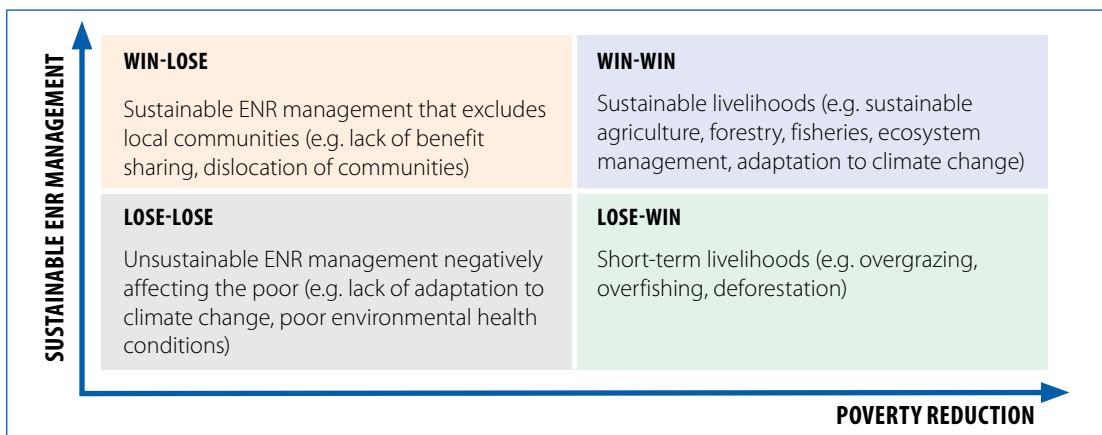 SUSTAINABLE ENR MANAGEMENT
WIN-LOSE
Sustainable ENR management that excludes
local communities (e.g. lack of benefit
sharing, dislocation of communities)
WIN-WIN
Sustainable livelihoods (e.g. sustainable
agriculture, forestry, fisheries, ecosystem
management, adaptation to climate change)
LOSE-LOSE
Unsustainable ENR management negatively
affecting the poor (e.g. lack of adaptation to
climate change, poor environmental health
conditions)
LOSE-WIN
Short-term livelihoods (e.g. overgrazing,
overfishing, deforestation)
POVERTY REDUCTION